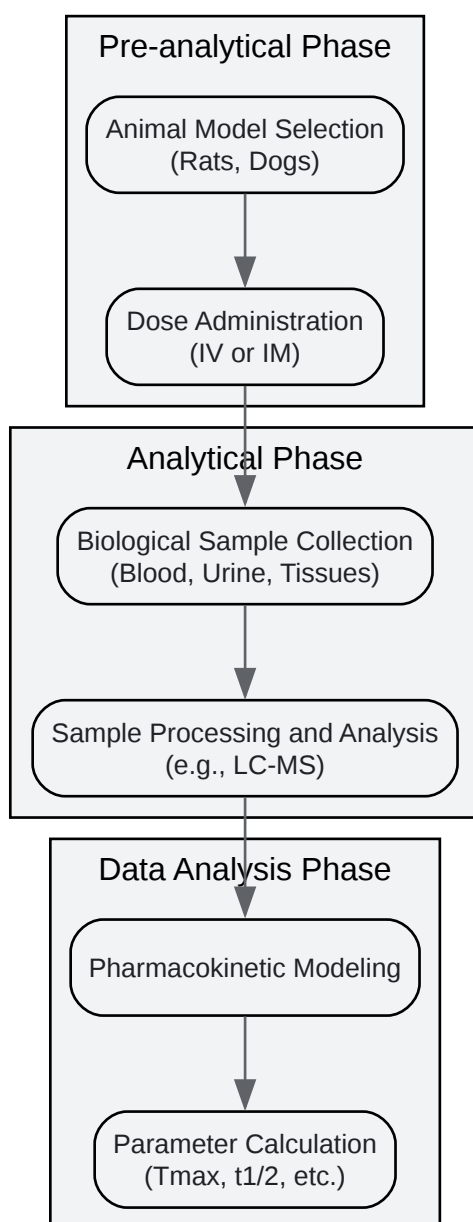 Pre-analytical Phase
Animal Model Selection
(Rats, Dogs)
Dose Administration
(IV or IM)
Analytical Phase
Biological Sample Collection
(Blood, Urine, Tissues)
Sample Processing and Analysis
(e.g., LC-MS)
Data Analysis Phase
Pharmacokinetic Modeling
Parameter Calculation
(Tmax, t1/2, etc.)